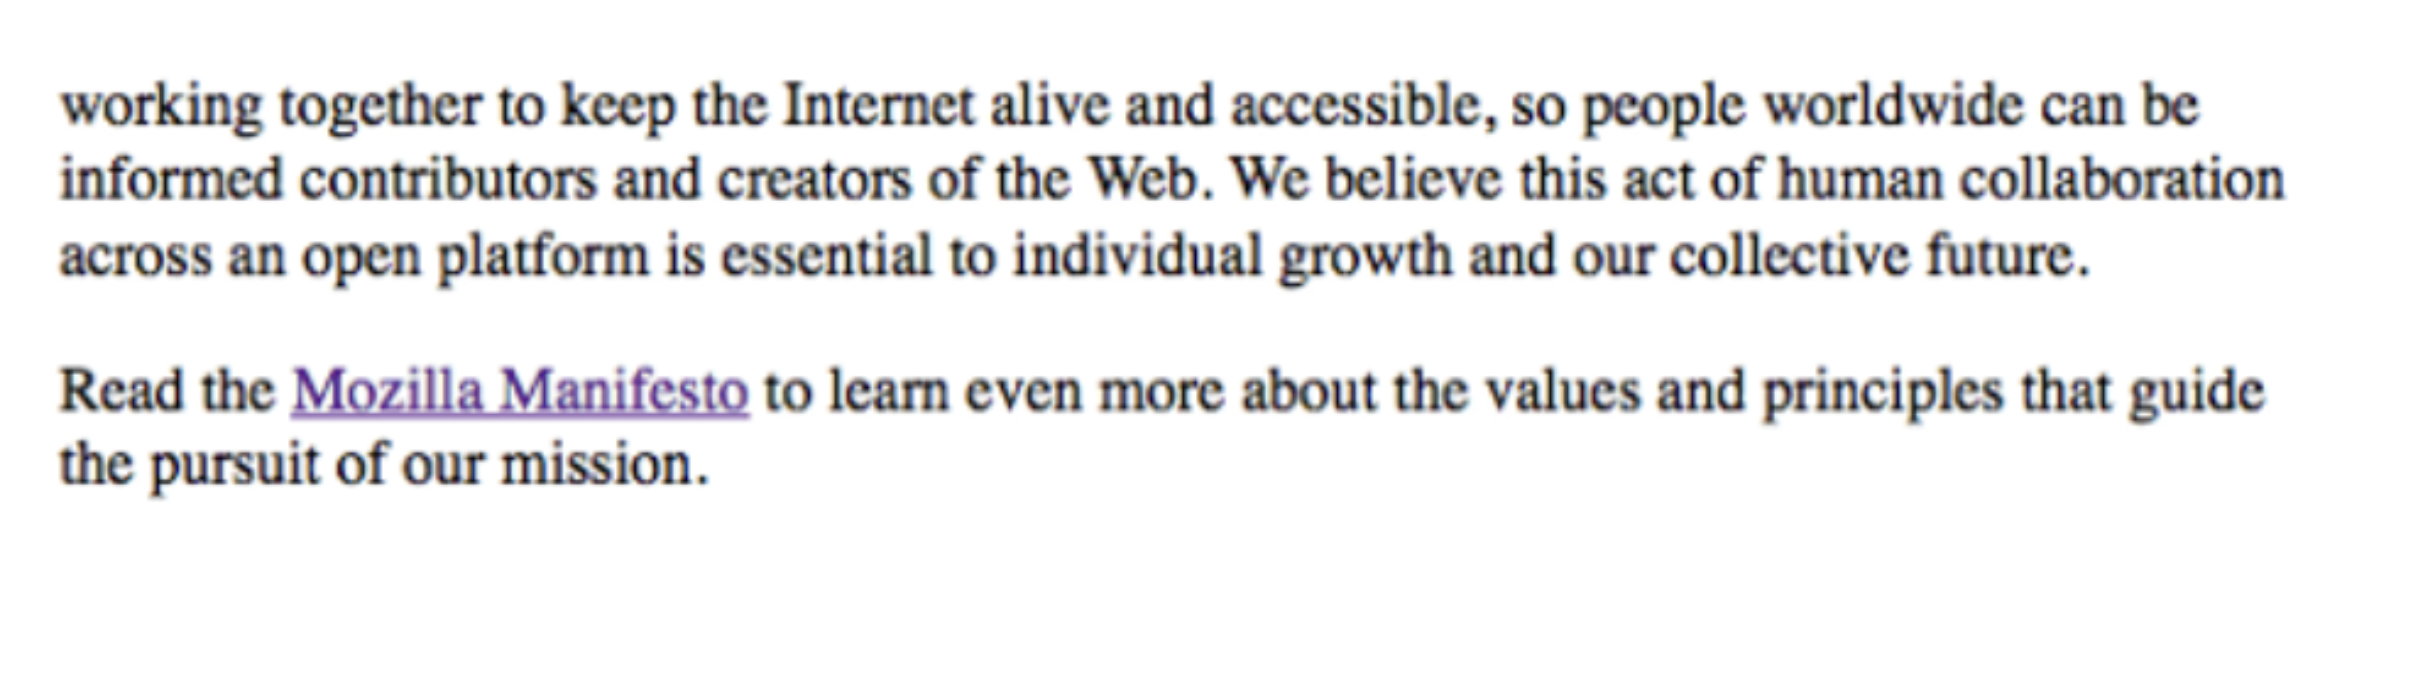 working together to keep the Internet alive and accessible, so people worldwide can be
informed contributors and creators of the Web. We believe this act of human collaboration
across an open platform is essential to individual growth and our collective future.
Read the Mozilla Manifesto to learn even more about the values and principles that guide
the pursuit of our mission.